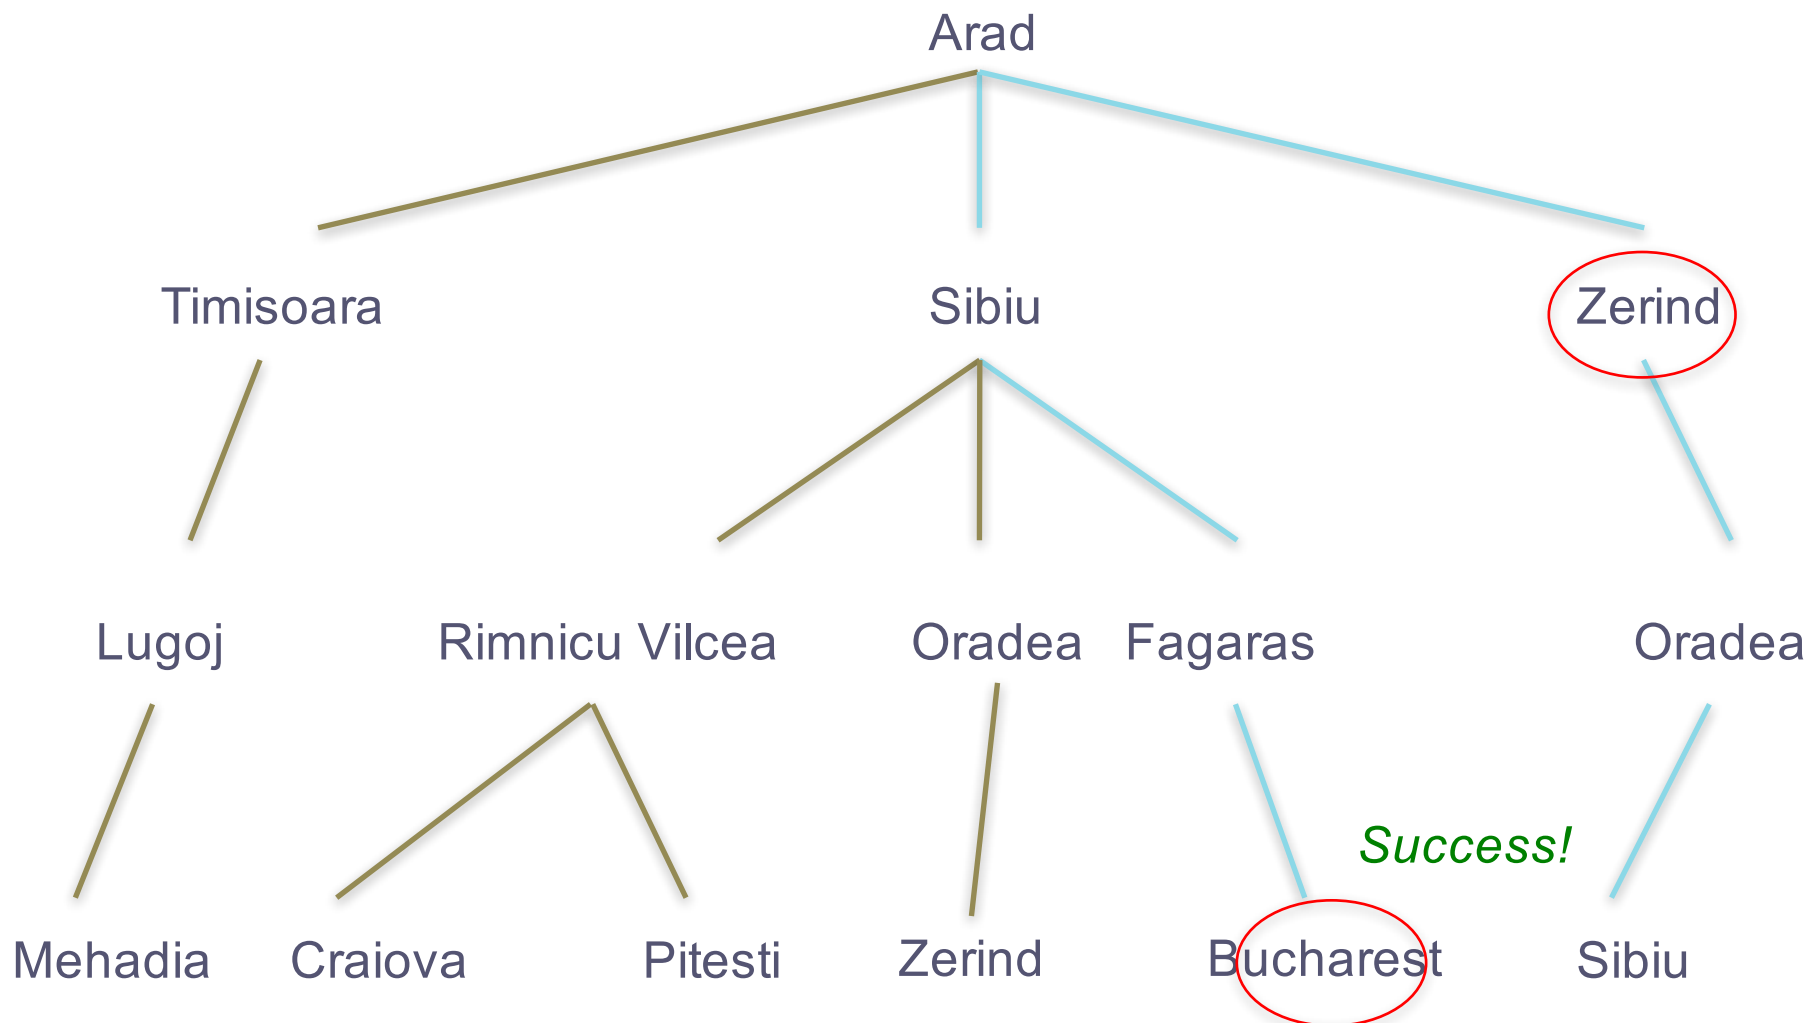 Arad
Timisoara
Sibiu
Zerind
Lugoj
Rimnicu Vilcea
Oradea
Fagaras
Oradea
Success!
Mehadia
Craiova
Pitesti
Zerind
Bucharest
Sibiu